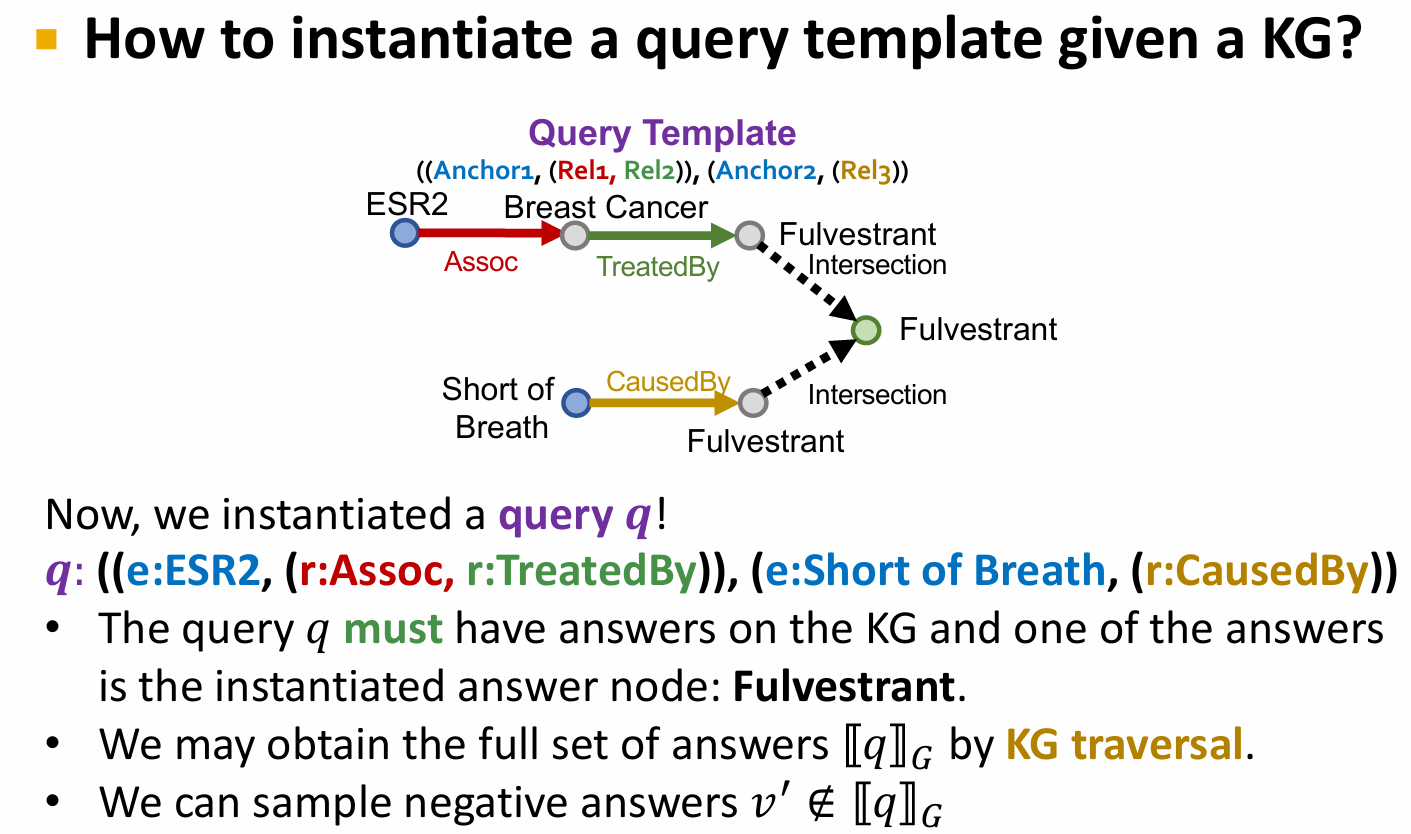 How to instantiate a query template given a KG?
Query Template
((Anchor1, (Rel1, Rel2)), (Anchor2, (Rel3))
ESR2
Breast Cancer
Fulvestrant
Assoc
TreatedBy
Intersection
Fulvestrant
Short of
Breath
CausedBy
Intersection
Fulvestrant
Now, we instantiated a query q!
q: ((e:ESR2, (r:Assoc, r:TreatedBy)), (e:Short of Breath, (r:CausedBy))
• The query q must have answers on the KG and one of the answers
is the instantiated answer node: Fulvestrant.
• We may obtain the full set of answers ⟦q⟧_G by KG traversal.
• We can sample negative answers v′ ∉ ⟦q⟧_G